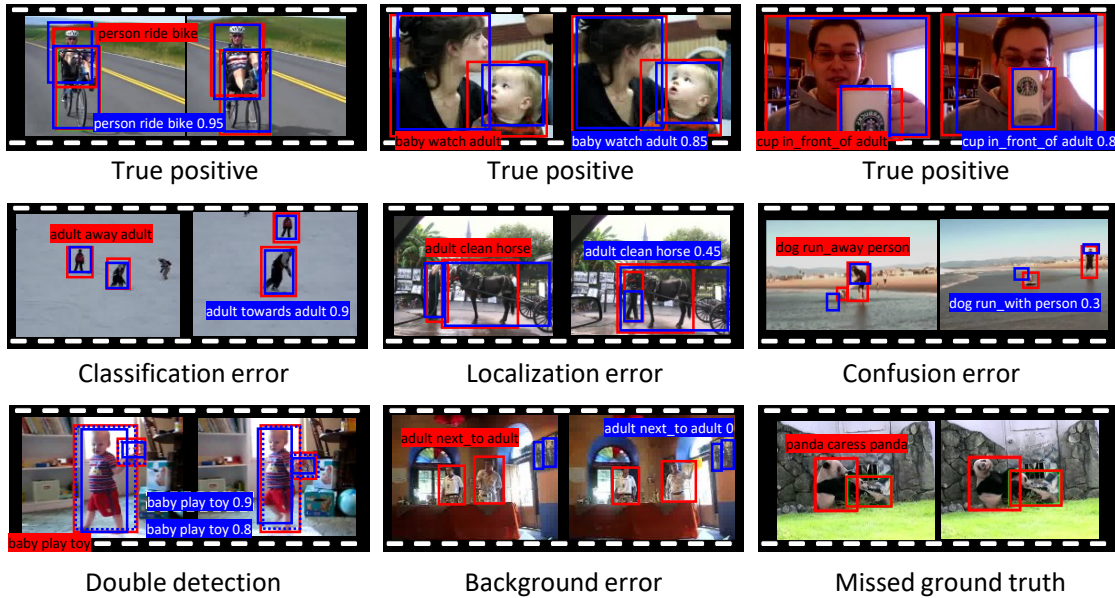 person ride bike
person ride bike 0.95
baby watch adult
baby watch adult 0.85
cup in_front_of adult
cup in_front_of adult 0.8
True positive
True positive
True positive
adult away adult
adult towards adult 0.9
adult clean horse
adult clean horse 0.45
dog run_away person
dog run_with person 0.3
Classification error
Localization error
Confusion error
baby play toy 0.9
baby play toy 0.8
baby play toy
adult next_to adult
adult next_to adult 0
panda caress panda
Double detection
Background error
Missed ground truth